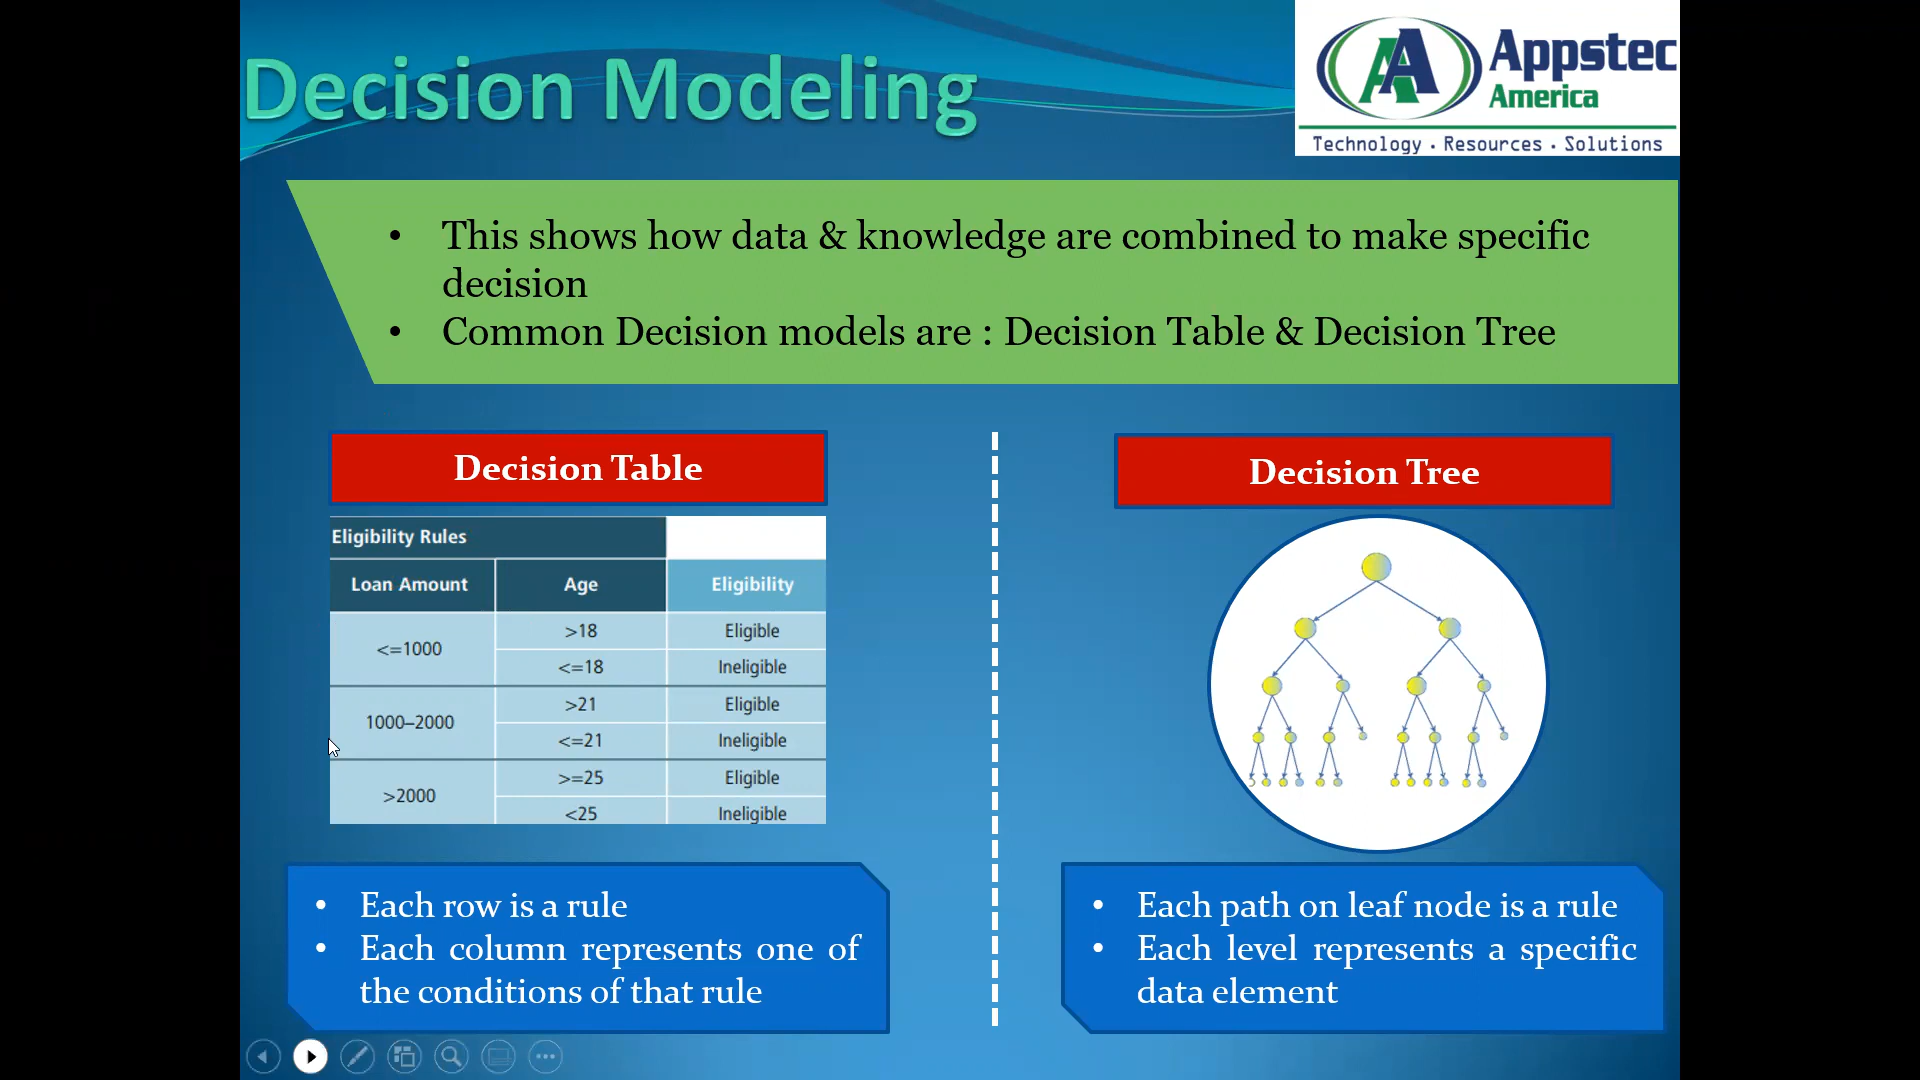 Decision Modeling
AA Appstec
America
Technology . Resources . Solutions
• This shows how data & knowledge are combined to make specific
decision
• Common Decision models are : Decision Table & Decision Tree
Decision Table
Eligibility Rules
Loan Amount Age Eligibility
<=1000
>18 Eligible
<=18 Ineligible
1000–2000
>21 Eligible
<=21 Ineligible
>2000
>=25 Eligible
<25 Ineligible
• Each row is a rule
• Each column represents one of
the conditions of that rule
Decision Tree
• Each path on leaf node is a rule
• Each level represents a specific
data element